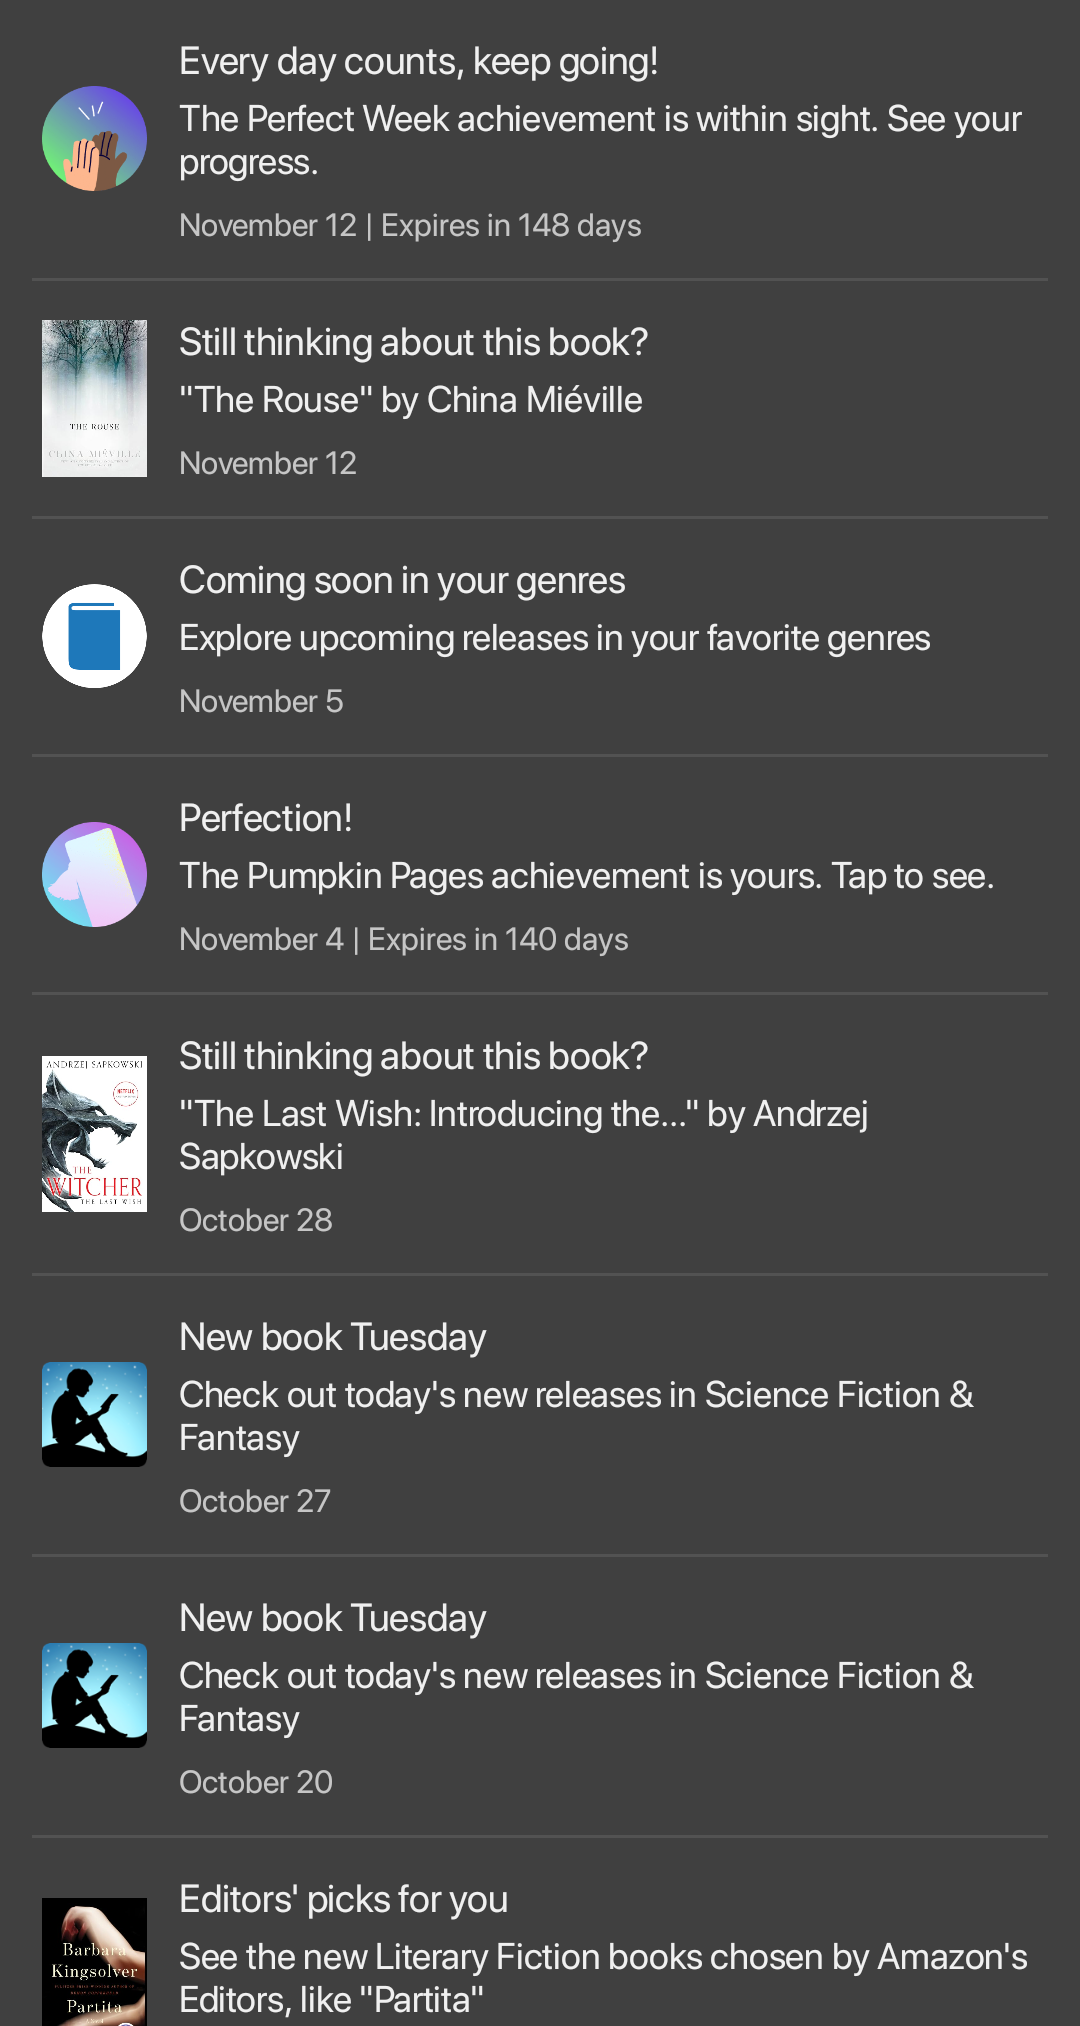 Every day counts, keep going!
The Perfect Week achievement is within sight. See your
progress.
November 12 | Expires in 148 days
THE ROUSE
CHINA MIÉVILLE
Still thinking about this book?
"The Rouse" by China Miéville
November 12
Coming soon in your genres
Explore upcoming releases in your favorite genres
November 5
Perfection!
The Pumpkin Pages achievement is yours. Tap to see.
November 4 | Expires in 140 days
ANDRZEJ SAPKOWSKI
NETFLIX
THE
WITCHER
THE LAST WISH
Still thinking about this book?
"The Last Wish: Introducing the..." by Andrzej
Sapkowski
October 28
New book Tuesday
Check out today's new releases in Science Fiction &
Fantasy
October 27
New book Tuesday
Check out today's new releases in Science Fiction &
Fantasy
October 20
Barbara
Kingsolver
Partita
Editors' picks for you
See the new Literary Fiction books chosen by Amazon's
Editors, like "Partita"